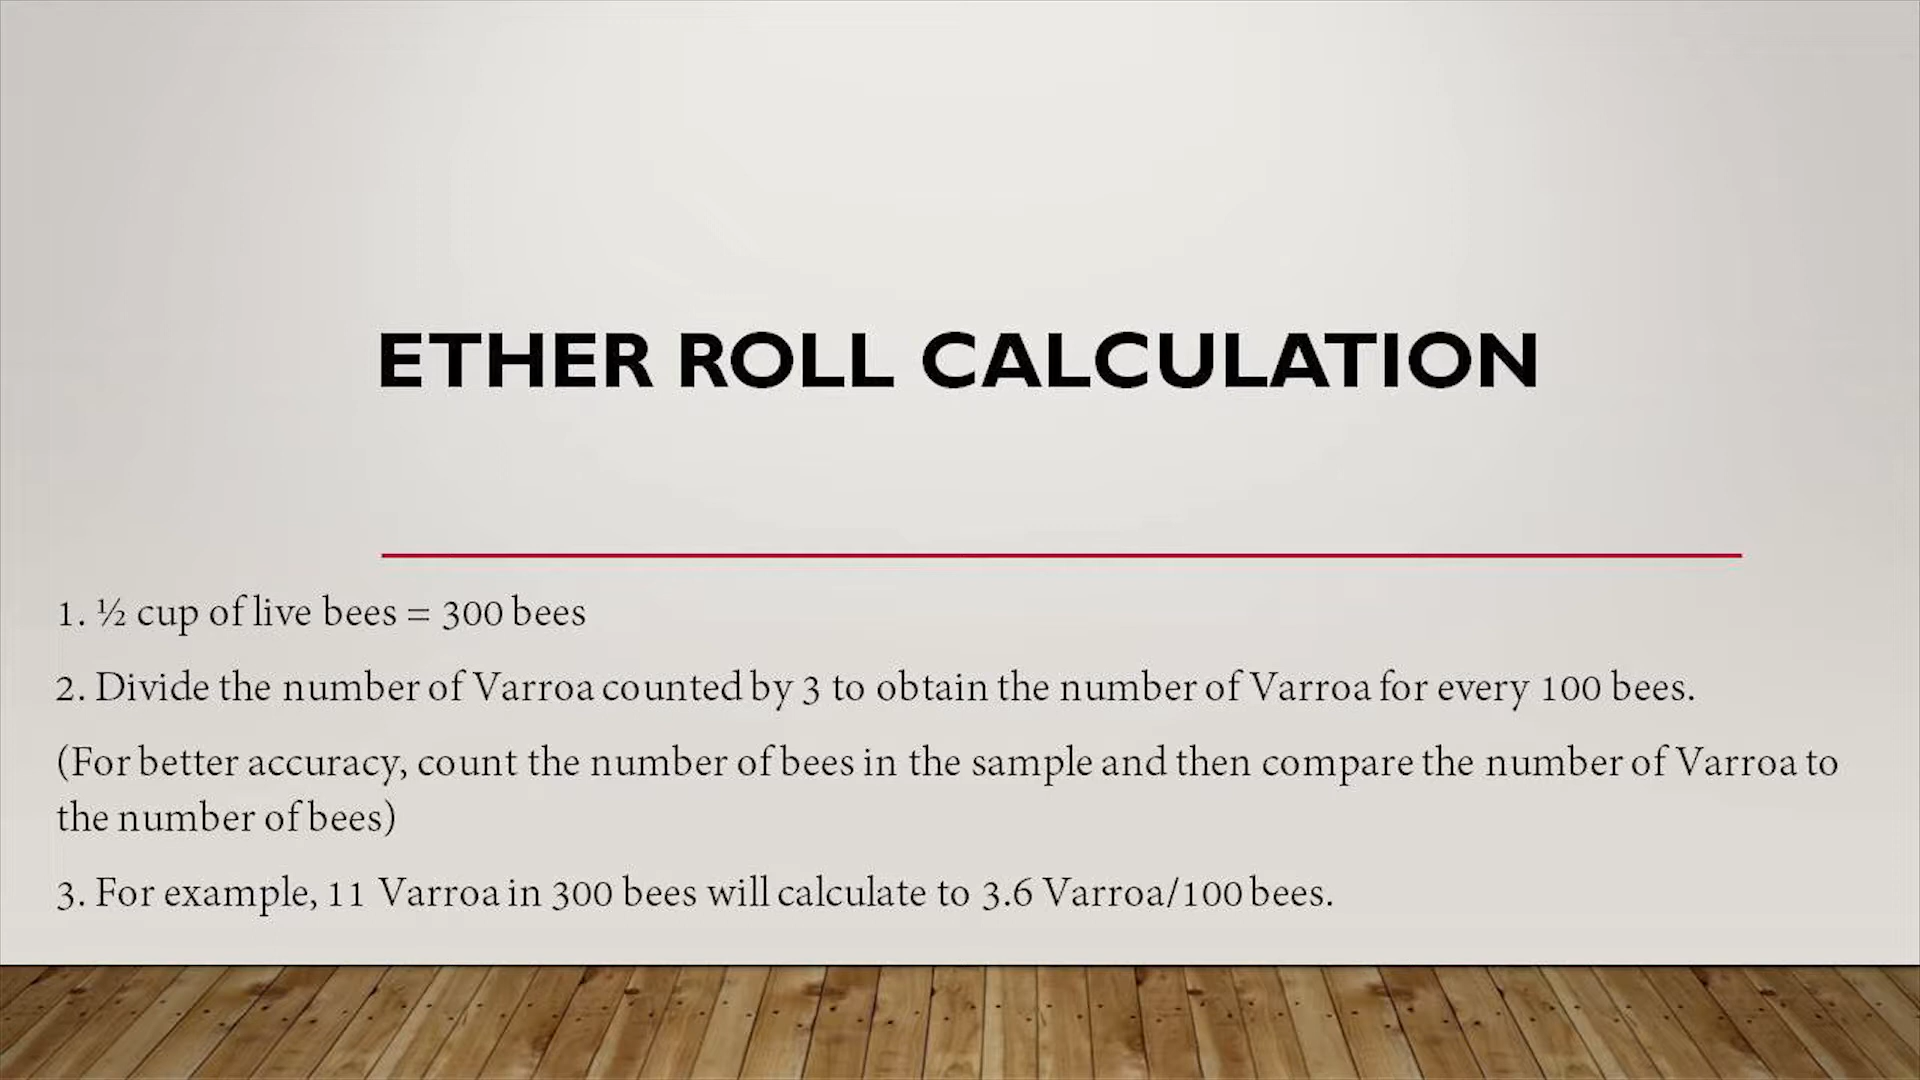 ETHER ROLL CALCULATION
1. ½ cup of live bees = 300 bees
2. Divide the number of Varroa counted by 3 to obtain the number of Varroa for every 100 bees.
(For better accuracy, count the number of bees in the sample and then compare the number of Varroa to
the number of bees)
3. For example, 11 Varroa in 300 bees will calculate to 3.6 Varroa/100 bees.